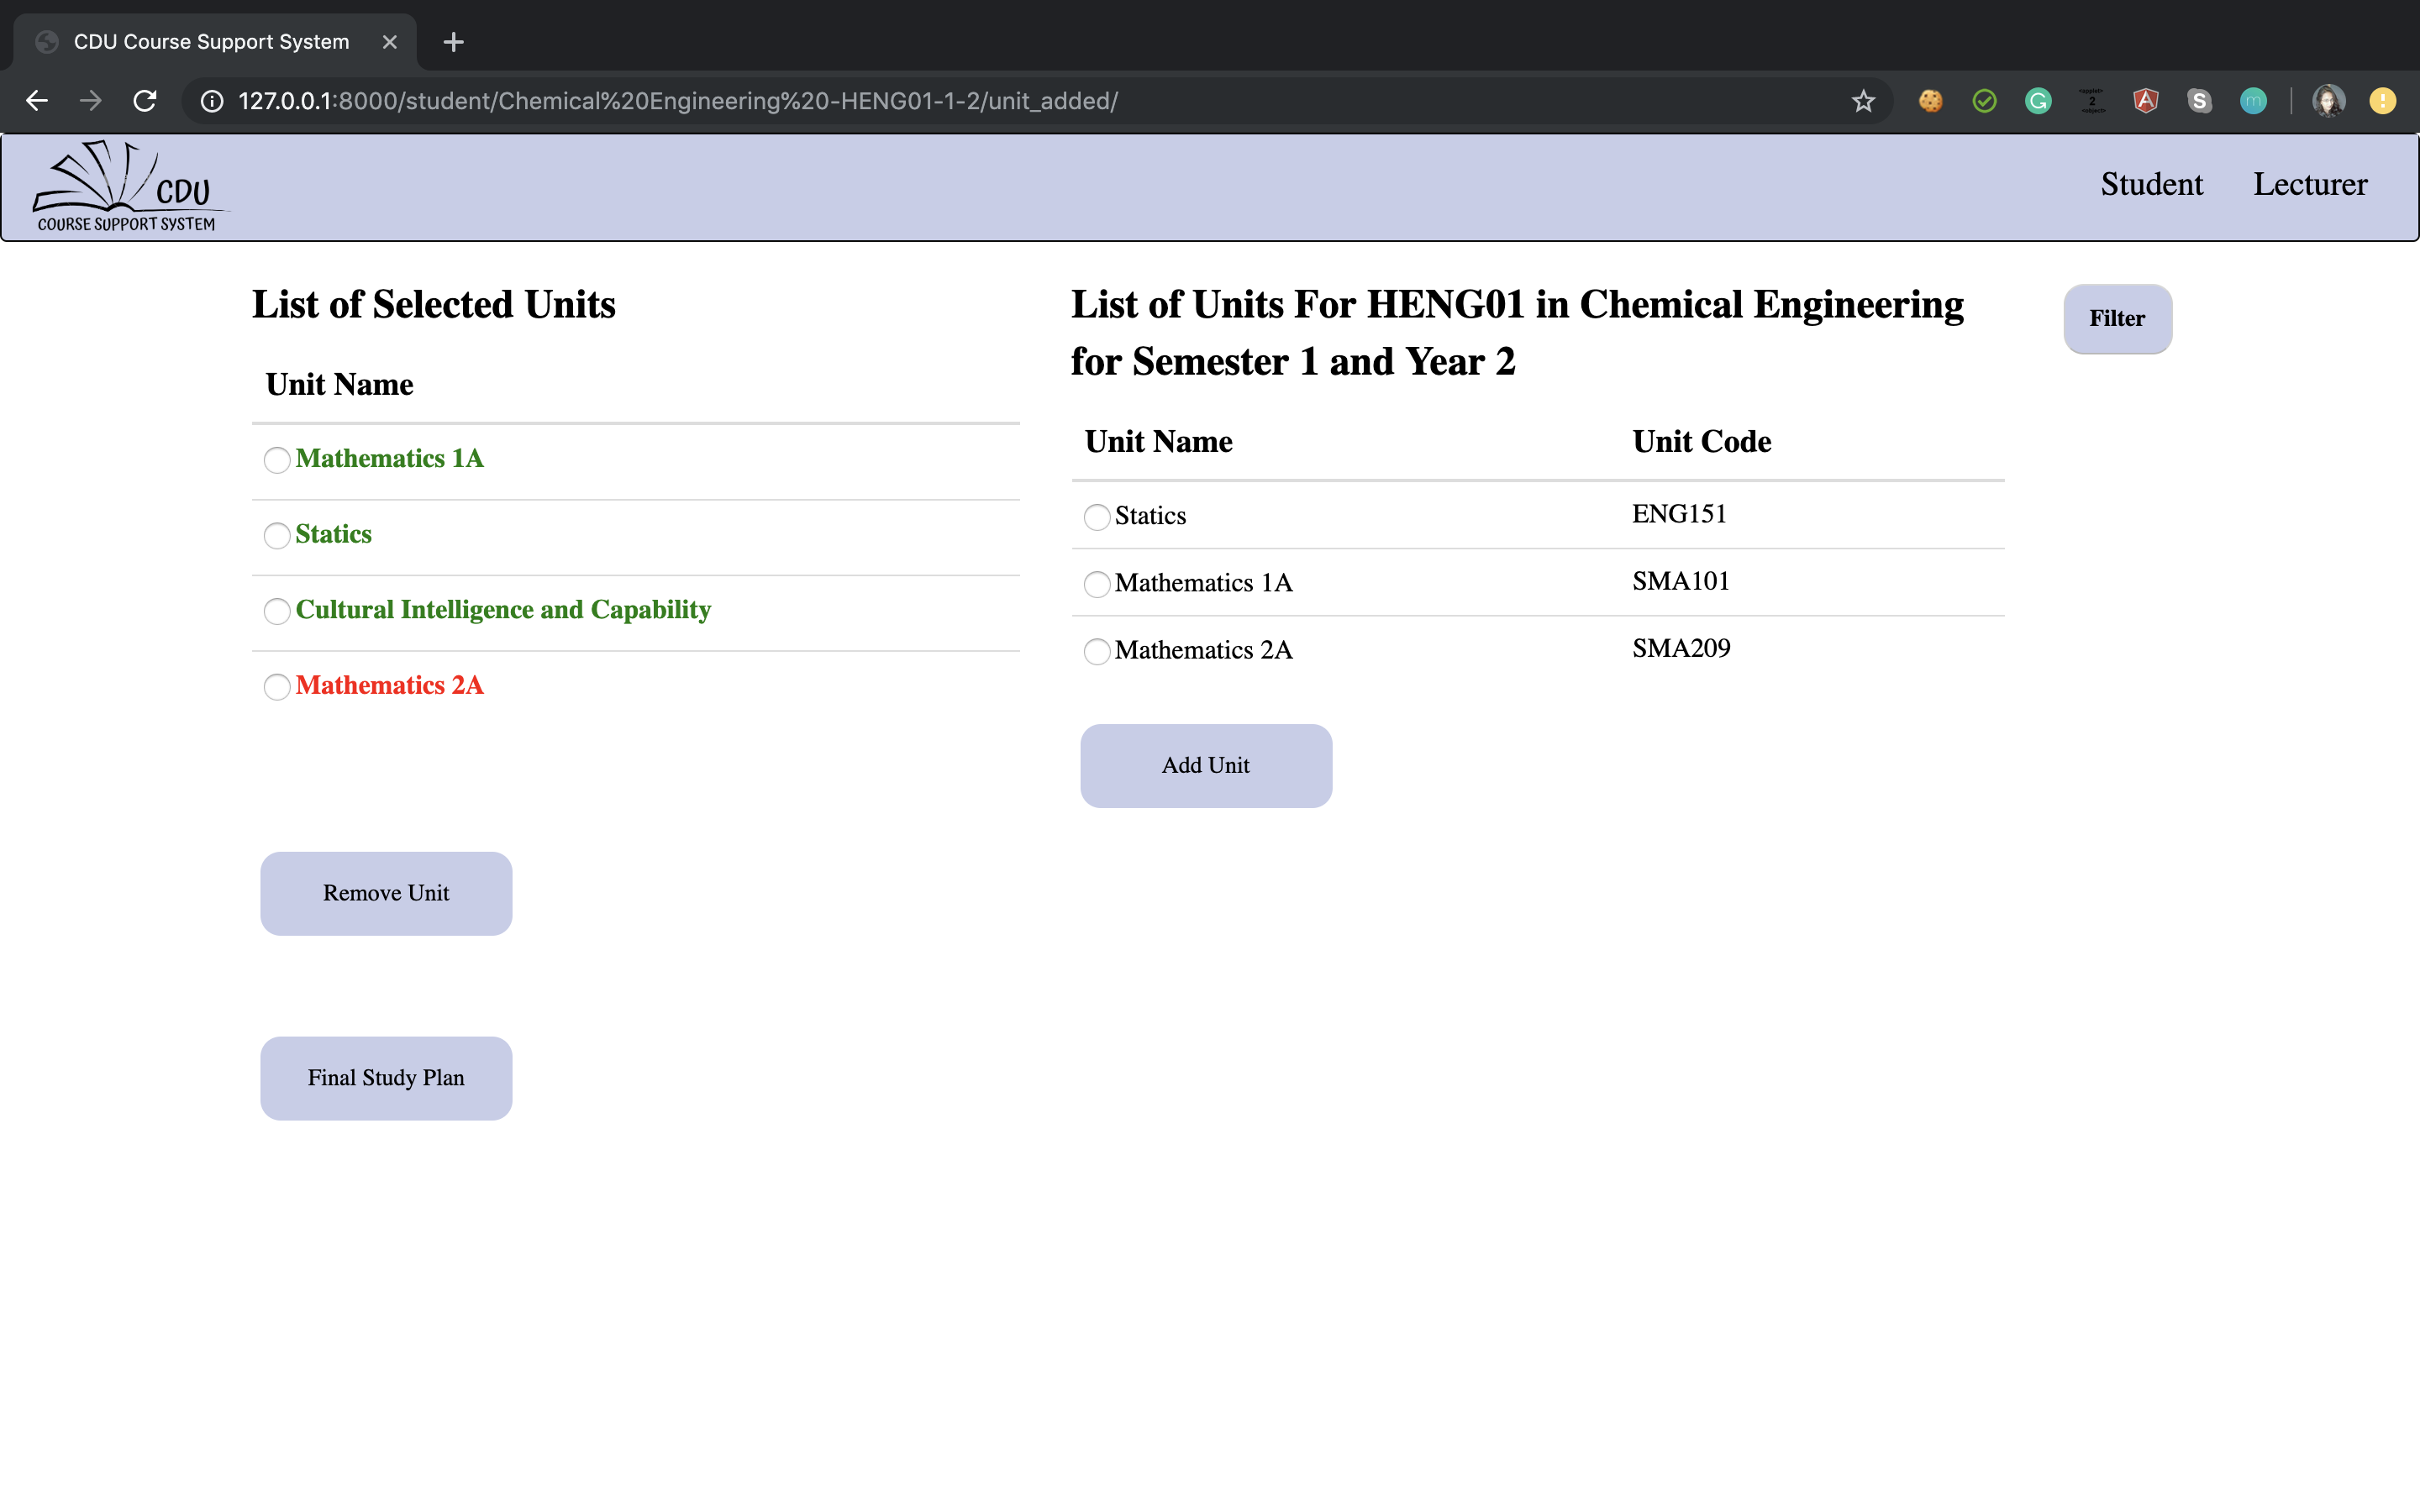 CDU Course Support System
127.0.0.1:8000/student/Chemical%20Engineering%20-HENG01-1-2/unit_added/
CDU
COURSE SUPPORT SYSTEM
Student Lecturer
List of Selected Units
Unit Name
Mathematics 1A
Statics
Cultural Intelligence and Capability
Mathematics 2A
Remove Unit
Final Study Plan
List of Units For HENG01 in Chemical Engineering
for Semester 1 and Year 2
Filter
Unit Name Unit Code
Statics ENG151
Mathematics 1A SMA101
Mathematics 2A SMA209
Add Unit